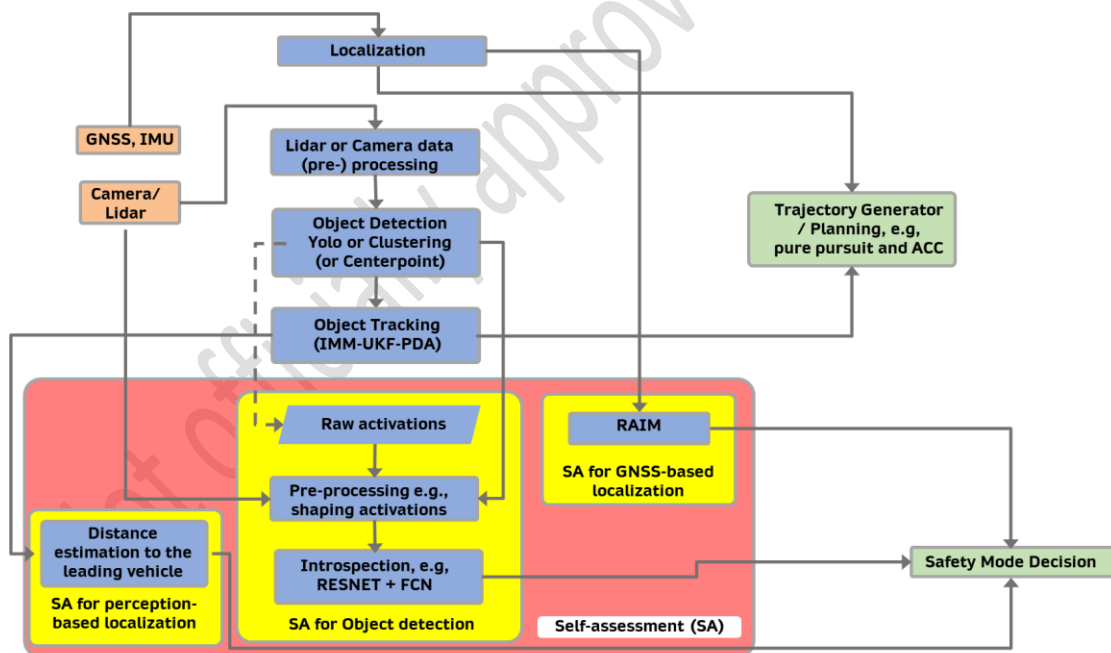 Localization
GNSS, IMU
Lidar or Camera data
(pre-) processing
Camera/
Lidar
Object Detection
Yolo or Clustering
(or Centerpoint)
Trajectory Generator
/ Planning, e.g,
pure pursuit and ACC
Object Tracking
(IMM-UKF-PDA)
Raw activations
RAIM
SA for GNSS-based
localization
Pre-processing e.g.,
shaping activations
Distance
estimation to the
leading vehicle
Introspection, e.g,
RESNET + FCN
Safety Mode Decision
SA for perception-
based localization
SA for Object detection
Self-assessment (SA)
officially approv